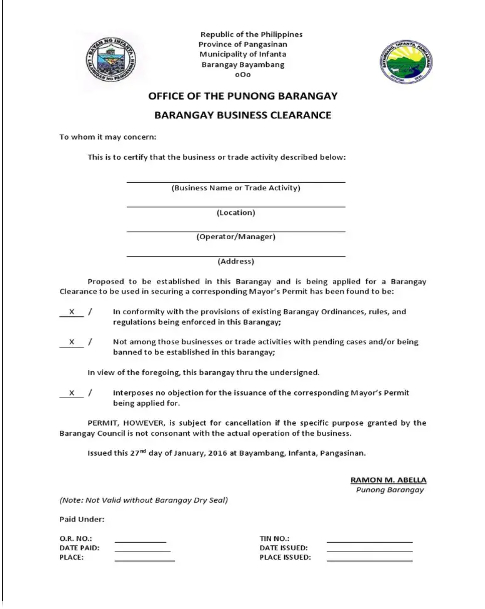 Republic of the Philippines
Province of Pangasinan
Municipality of Infanta
Barangay Bayambang
oOo
OFFICE OF THE PUNONG BARANGAY
BARANGAY BUSINESS CLEARANCE
To whom it may concern:
This is to certify that the business or trade activity described below:
(Business Name or Trade Activity)
(Location)
(Operator/Manager)
(Address)
Proposed to be established in this Barangay and is being applied for a Barangay
Clearance to be used in securing a corresponding Mayor's Permit has been found to be:
X / In conformity with the provisions of existing Barangay Ordinances, rules, and
regulations being enforced in this Barangay;
X / Not among those businesses or trade activities with pending cases and/or being
banned to be established in this barangay;
In view of the foregoing, this barangay thru the undersigned.
X / Interposes no objection for the issuance of the corresponding Mayor's Permit
being applied for.
PERMIT, HOWEVER, is subject for cancellation if the specific purpose granted by the
Barangay Council is not consonant with the actual operation of the business.
Issued this 27nd day of January, 2016 at Bayambang, Infanta, Pangasinan.
RAMON M. ABELLA
Punong Barangay
(Note: Not Valid without Barangay Dry Seal)
Paid Under:
O.R. NO.: TIN NO.:
DATE PAID: DATE ISSUED:
PLACE: PLACE ISSUED: